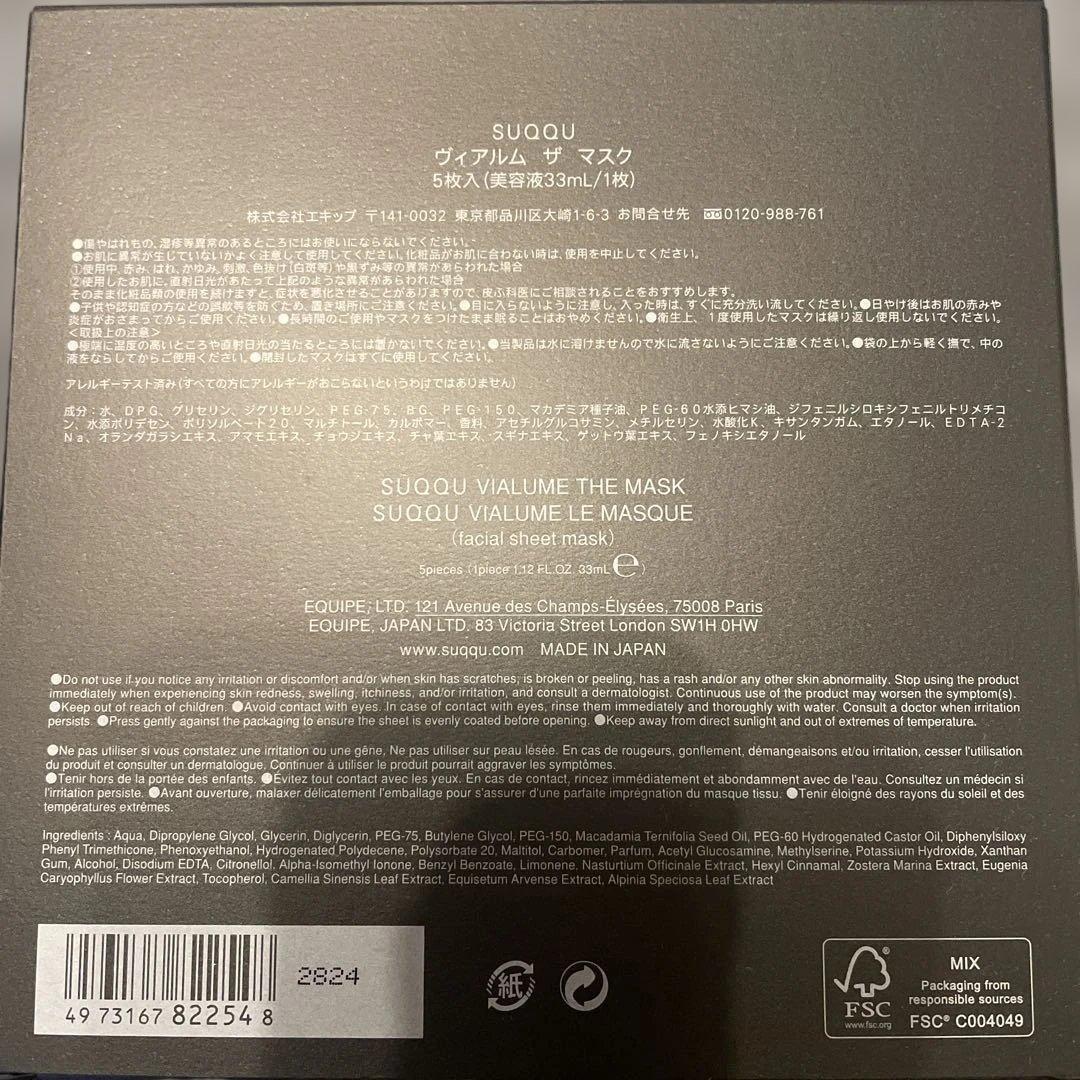 SUQQU
ヴィアルム ザ マスク
5枚入(美容液33mL/1枚)
株式会社エキップ 〒141-0032 東京都品川区大崎1-6-3 お問合せ先 0120-988-761
●傷やはれもの、湿疹等異常のあるところにはお使いにならないでください。
●お肌に異常が生じていないかよく注意して使用してください。化粧品がお肌に合わない時は、使用を中止してください。
①使用中、赤み、はれ、かゆみ、刺激、色抜け(白斑等)や黒ずみ等の異常があらわれた場合
②使用したお肌に、直射日光があたって上記のような異常があらわれた場合
そのまま化粧品類の使用を続けますと、症状を悪化させることがありますので、皮ふ科医にご相談されることをおすすめします。
●子供や認知症の方などの誤飲等を防ぐため、置き場所にご注意ください。●目に入らないように注意し、入った時は、すぐに充分洗い流してください。●日やけ後はお肌の赤みや
炎症がおさまってからご使用ください。●長時間のご使用やマスクをつけたまま眠ることはおやめください。●衛生上、1度使用したマスクは繰り返し使用しないでください。
<取扱上の注意>
●極端に温度の高いところや直射日光の当たるところには置かないでください。●当製品は水に溶けませんので水に流さないようにご注意ください。●袋の上から軽く撫で、中の
液をならしてからご使用ください。●開封したマスクはすぐに使用してください。
アレルギーテスト済み(すべての方にアレルギーがおこらないというわけではありません)
成分:水、DPG、グリセリン、ジグリセリン、PEG-75、BG、PEG-150、マカデミア種子油、PEG-60水添ヒマシ油、ジフェニルシロキシフェニルトリメチコ
ン、水添ポリデセン、ポリソルベート20、マルチトール、カルボマー、香料、アセチルグルコサミン、メチルセリン、水酸化K、キサンタンガム、エタノール、EDTA-2
Na、オランダガラシエキス、アマモエキス、チョウジエキス、チャ葉エキス、スギナエキス、ゲットウ葉エキス、フェノキシエタノール
SUQQU VIALUME THE MASK
SUQQU VIALUME LE MASQUE
(facial sheet mask)
5pieces (1piece 1.12 FL.OZ. 33mL ℮)
EQUIPE, LTD. 121 Avenue des Champs-Élysées, 75008 Paris
EQUIPE, JAPAN LTD. 83 Victoria Street London SW1H 0HW
www.suqqu.com MADE IN JAPAN
●Do not use if you notice any irritation or discomfort and/or when skin has scratches, is broken or peeling, has a rash and/or any other skin abnormality. Stop using the product
immediately when experiencing skin redness, swelling, itchiness, and/or irritation, and consult a dermatologist. Continuous use of the product may worsen the symptom(s).
●Keep out of reach of children. ●Avoid contact with eyes. In case of contact with eyes, rinse them immediately and thoroughly with water. Consult a doctor when irritation
persists. ●Press gently against the packaging to ensure the sheet is evenly coated before opening. ●Keep away from direct sunlight and out of extremes of temperature.
●Ne pas utiliser si vous constatez une irritation ou une gêne, Ne pas utiliser sur peau lésée. En cas de rougeurs, gonflement, démangeaisons et/ou irritation, cesser l'utilisation
du produit et consulter un dermatologue. Continuer à utiliser le produit pourrait aggraver les symptômes.
●Tenir hors de la portée des enfants. ●Évitez tout contact avec les yeux. En cas de contact, rincez immédiatement et abondamment avec de l'eau. Consultez un médecin si
l'irritation persiste. ●Avant ouverture, malaxer délicatement l'emballage pour s'assurer d'une parfaite imprégnation du masque tissu. ●Tenir éloigné des rayons du soleil et des
températures extrêmes.
Ingredients : Aqua, Dipropylene Glycol, Glycerin, Diglycerin, PEG-75, Butylene Glycol, PEG-150, Macadamia Ternifolia Seed Oil, PEG-60 Hydrogenated Castor Oil, Diphenylsiloxy
Phenyl Trimethicone, Phenoxyethanol, Hydrogenated Polydecene, Polysorbate 20, Maltitol, Carbomer, Parfum, Acetyl Glucosamine, Methylserine, Potassium Hydroxide, Xanthan
Gum, Alcohol, Disodium EDTA, Citronellol, Alpha-Isomethyl Ionone, Benzyl Benzoate, Limonene, Nasturtium Officinale Extract, Hexyl Cinnamal, Zostera Marina Extract, Eugenia
Caryophyllus Flower Extract, Tocopherol, Camellia Sinensis Leaf Extract, Equisetum Arvense Extract, Alpinia Speciosa Leaf Extract
2824
49 73167 82254 8
紙
FSC
www.fsc.org
MIX
Packaging from
responsible sources
FSC® C004049